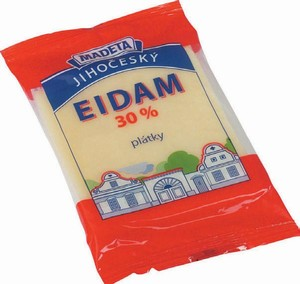 MADETA
JIHOČESKÝ
EIDAM
30 %
plátky